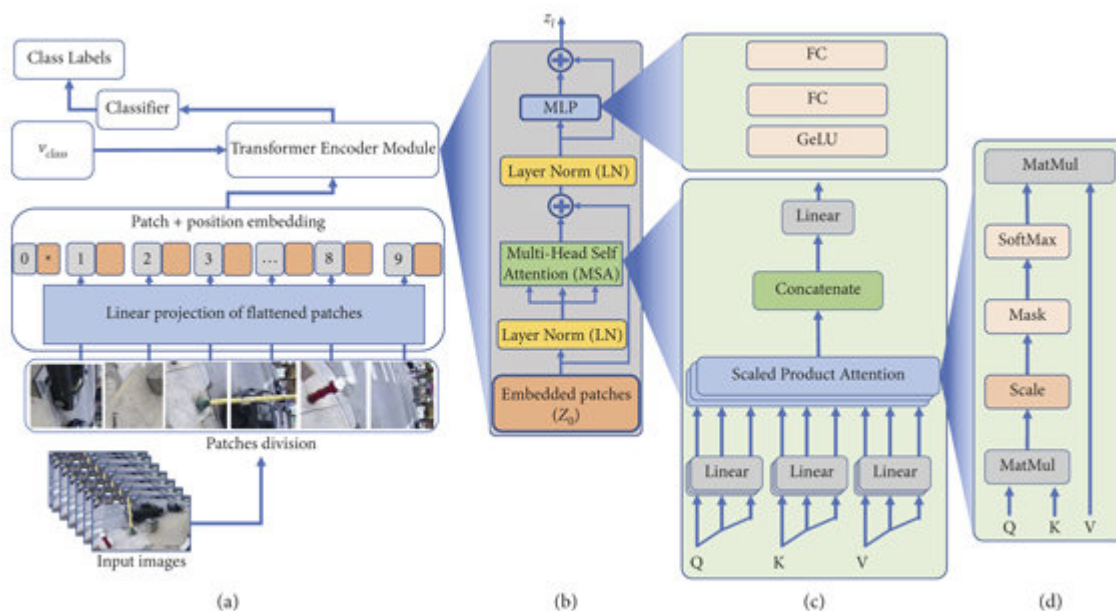 Class Labels
Classifier
v_class
Transformer Encoder Module
Patch + position embedding
0 * 1 2 3 ... 8 9
Linear projection of flattened patches
Patches division
Input images
(a)
z_l
MLP
Layer Norm (LN)
Multi-Head Self
Attention (MSA)
Layer Norm (LN)
Embedded patches
(Z_0)
(b)
FC
FC
GeLU
Linear
Concatenate
Scaled Product Attention
Linear Linear Linear
Q K V
(c)
MatMul
SoftMax
Mask
Scale
MatMul
Q K V
(d)